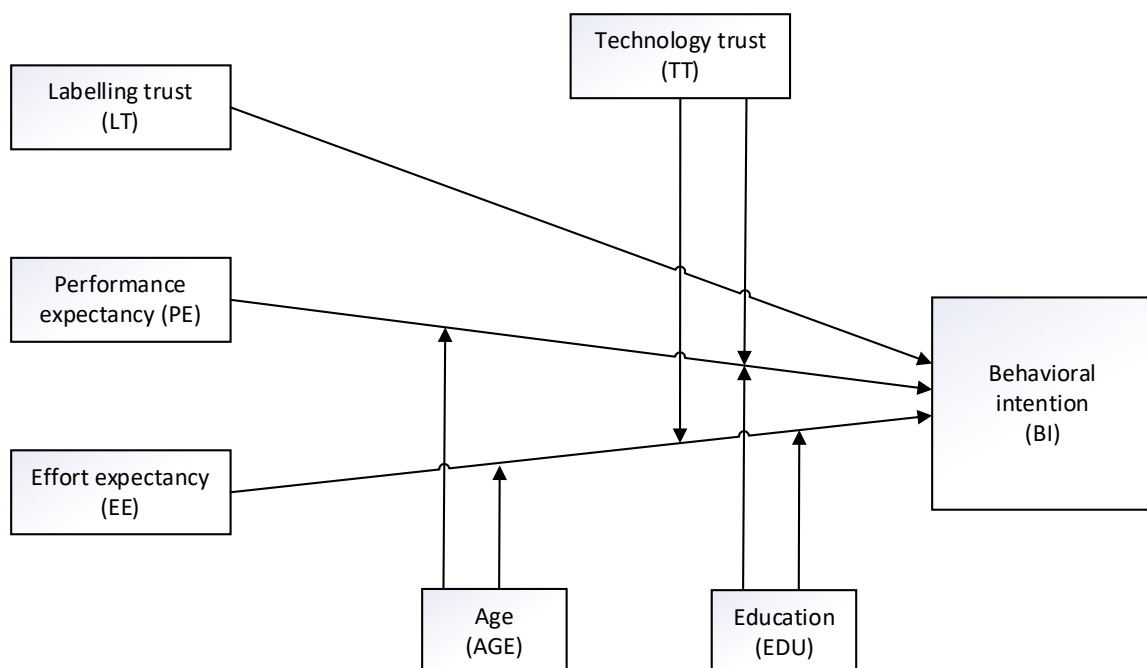 Technology trust
(TT)
Labelling trust
(LT)
Performance
expectancy (PE)
Behavioral
intention
(BI)
Effort expectancy
(EE)
Age
(AGE)
Education
(EDU)